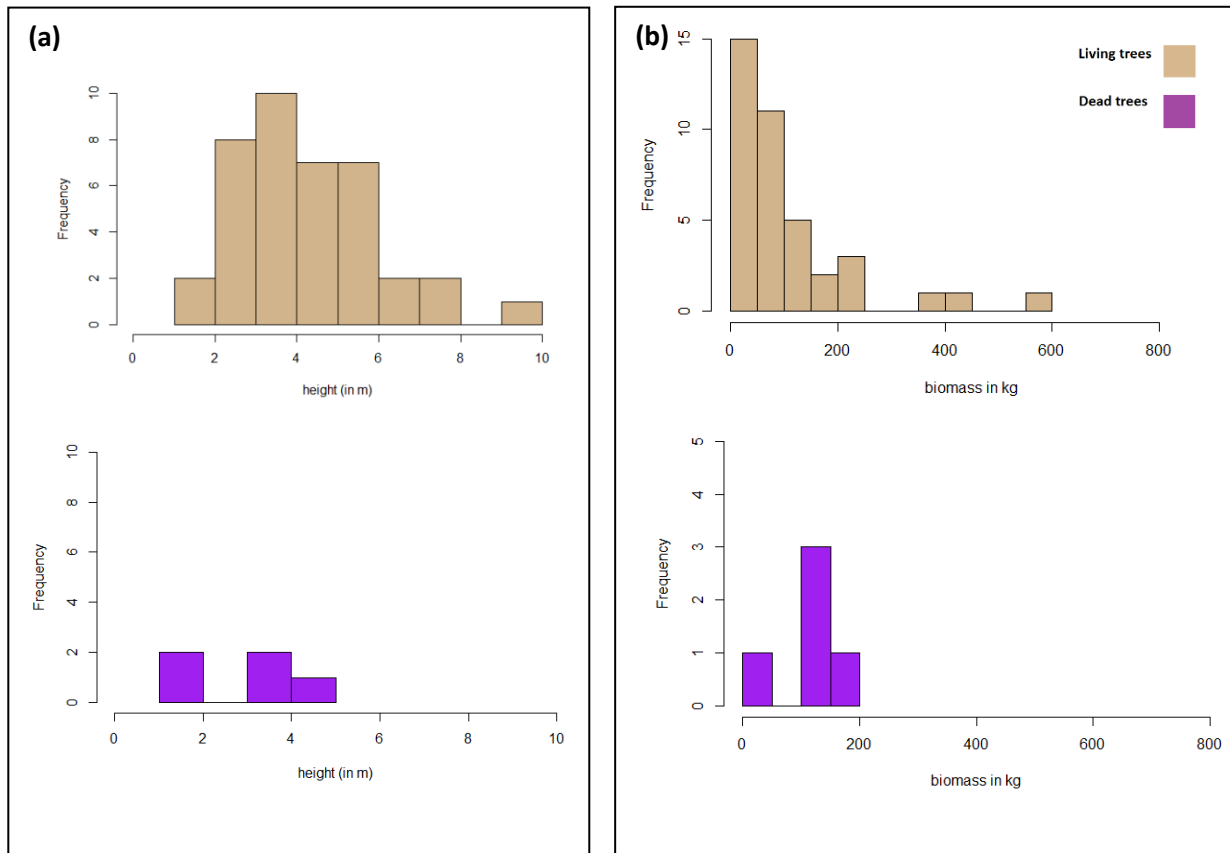 (a)
10
8
6
4
2
0
Frequency
0 2 4 6 8 10
height (in m)
10
8
6
4
2
0
Frequency
0 2 4 6 8 10
height (in m)
(b)
15
10
5
0
Frequency
Living trees
Dead trees
0 200 400 600 800
biomass in kg
5
4
3
2
1
0
Frequency
0 200 400 600 800
biomass in kg